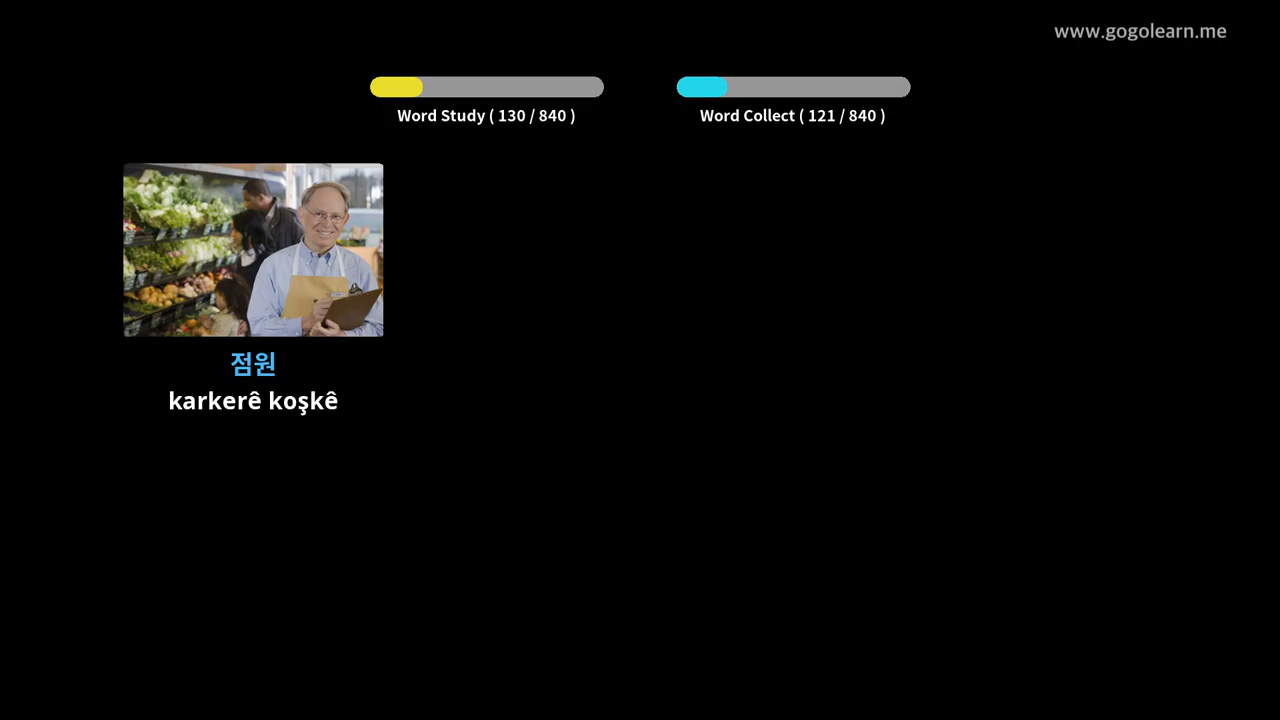 www.gogolearn.me
Word Study ( 130 / 840 )
Word Collect ( 121 / 840 )
점원
karkerê koşkê